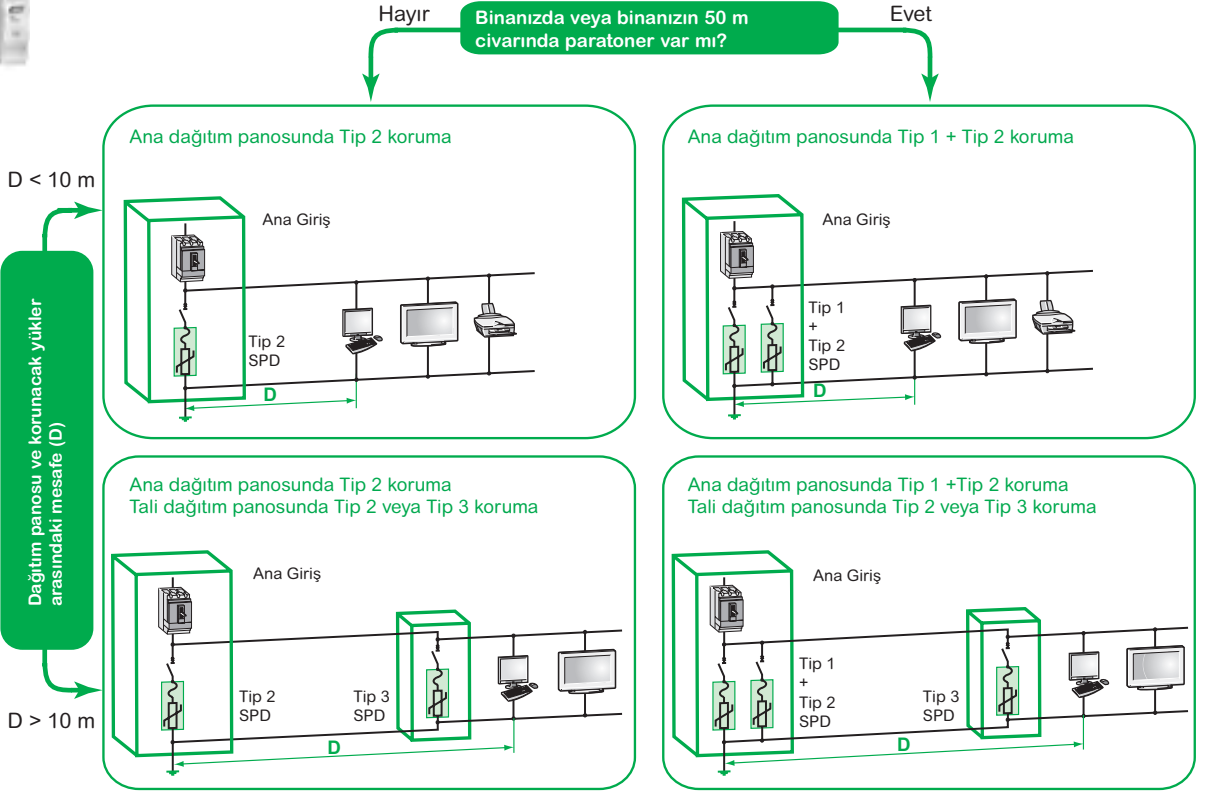 Hayır
Binanızda veya binanızın 50 m
civarında paratoner var mı?
Evet
D < 10 m
Dağıtım panosu ve korunacak yükler
arasındaki mesafe (D)
D > 10 m
Ana dağıtım panosunda Tip 2 koruma
Ana Giriş
Tip 2
SPD
D
Ana dağıtım panosunda Tip 1 + Tip 2 koruma
Ana Giriş
Tip 1
+
Tip 2
SPD
D
Ana dağıtım panosunda Tip 2 koruma
Tali dağıtım panosunda Tip 2 veya Tip 3 koruma
Ana Giriş
Tip 2
SPD
Tip 3
SPD
D
Ana dağıtım panosunda Tip 1 +Tip 2 koruma
Tali dağıtım panosunda Tip 2 veya Tip 3 koruma
Ana Giriş
Tip 1
+
Tip 2
SPD
Tip 3
SPD
D